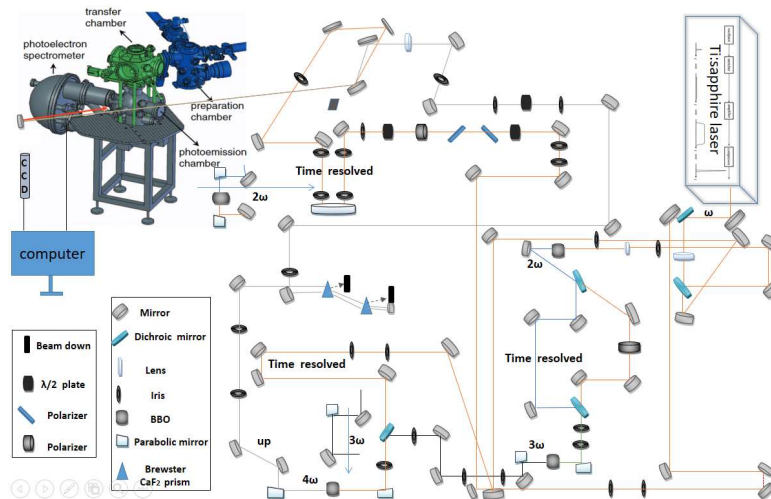 transfer
chamber
photoelectron
spectrometer
preparation
chamber
photoemission
chamber
C
C
D
computer
2ω
Time resolved
Ti:sapphire laser
ω
2ω
Time resolved
Time resolved
3ω
3ω
4ω
up
Beam down
λ/2 plate
Polarizer
Polarizer
Mirror
Dichroic mirror
Lens
Iris
BBO
Parabolic mirror
Brewster
CaF₂ prism